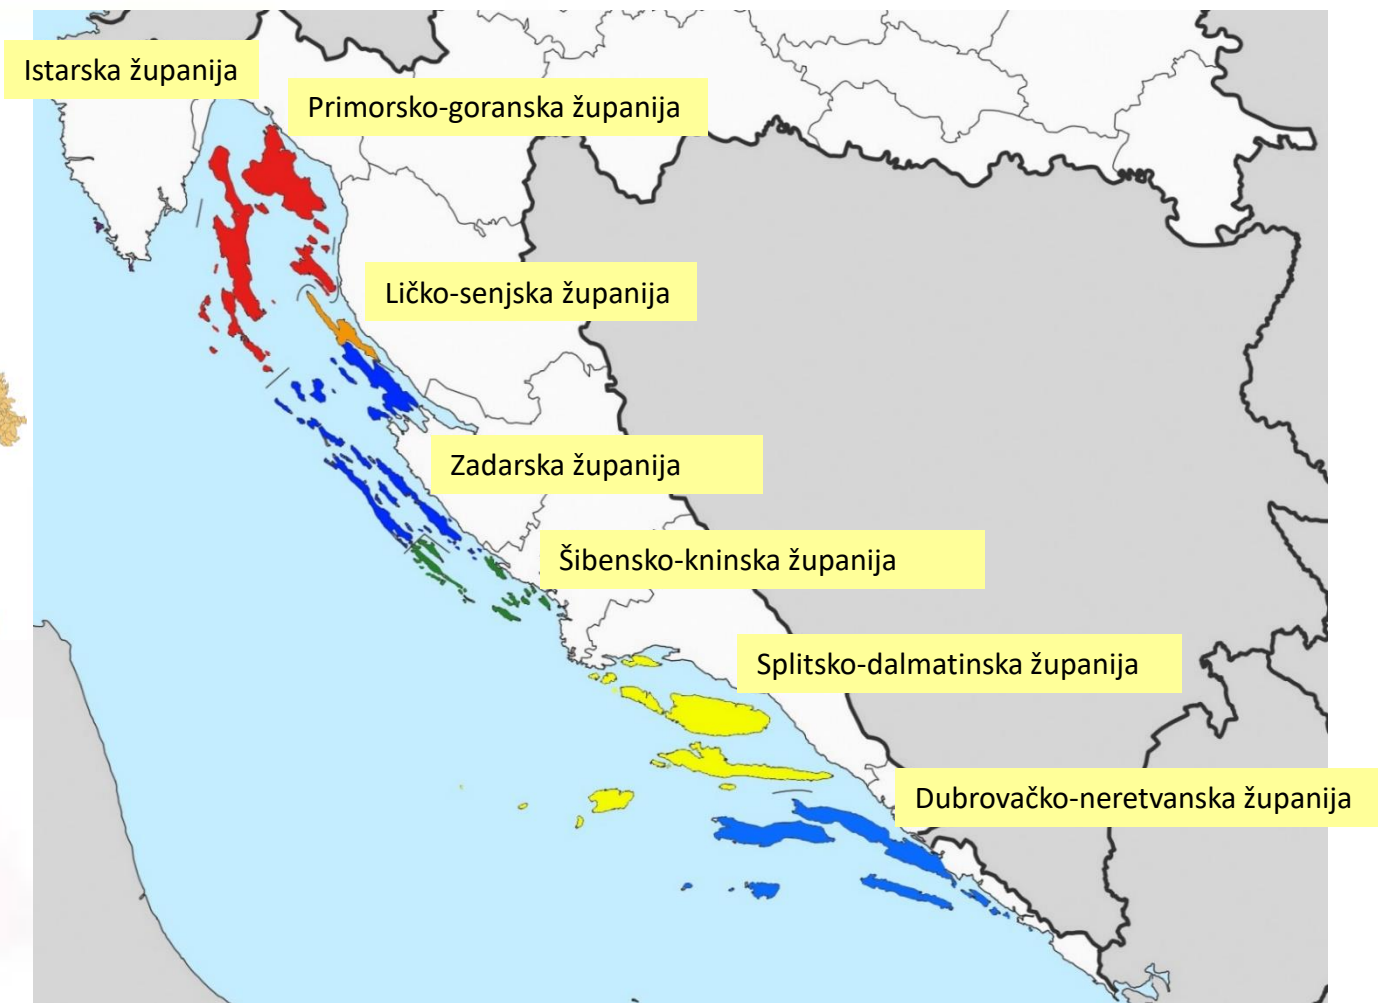 Istarska županija
Primorsko-goranska županija
Ličko-senjska županija
Zadarska županija
Šibensko-kninska županija
Splitsko-dalmatinska županija
Dubrovačko-neretvanska županija